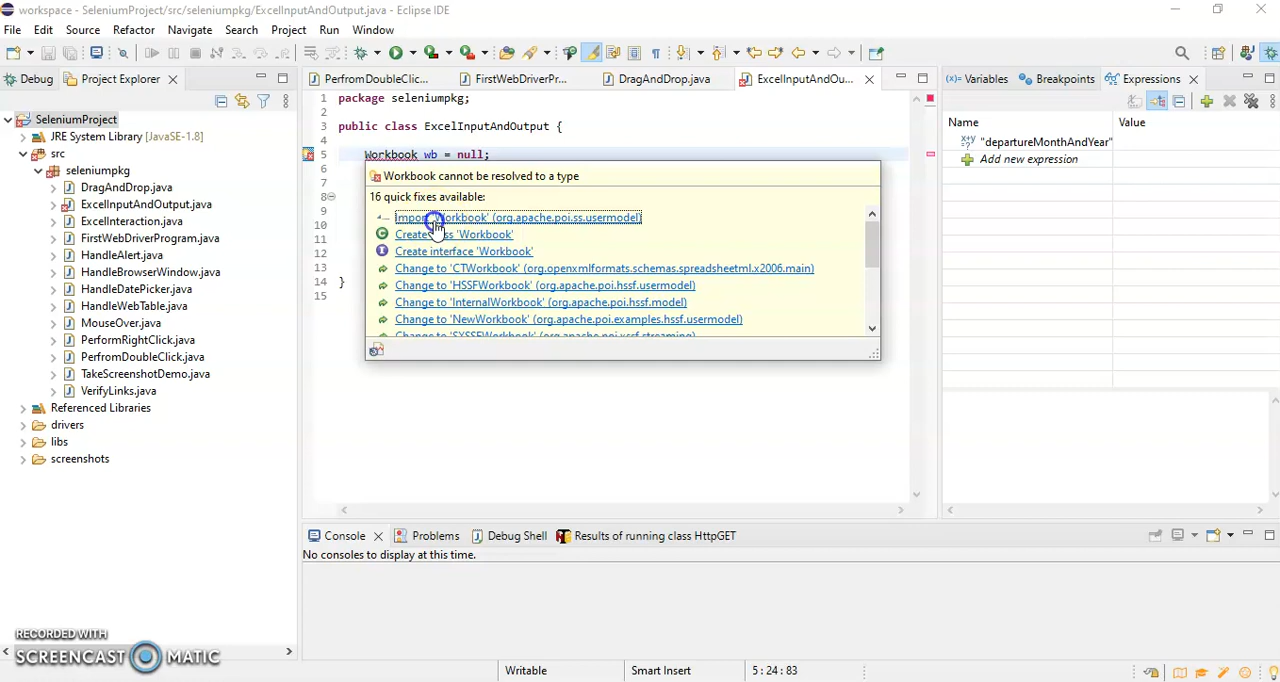 workspace - SeleniumProject/src/seleniumpkg/ExcelInputAndOutput.java - Eclipse IDE
File Edit Source Refactor Navigate Search Project Run Window
Debug Project Explorer
PerfromDoubleClic... FirstWebDriverPr... DragAndDrop.java ExcelInputAndOu...
(x)= Variables Breakpoints Expressions
SeleniumProject
JRE System Library [JavaSE-1.8]
src
seleniumpkg
DragAndDrop.java
ExcelInputAndOutput.java
ExcelInteraction.java
FirstWebDriverProgram.java
HandleAlert.java
HandleBrowserWindow.java
HandleDatePicker.java
HandleWebTable.java
MouseOver.java
PerformRightClick.java
PerfromDoubleClick.java
TakeScreenshotDemo.java
VerifyLinks.java
Referenced Libraries
drivers
libs
screenshots
1 package seleniumpkg;
2
3 public class ExcelInputAndOutput {
4
5 Workbook wb = null;
6
7
8
9
10
11
12
13
14 }
15
Workbook cannot be resolved to a type
16 quick fixes available:
Import 'Workbook' (org.apache.poi.ss.usermodel)
Create class 'Workbook'
Create interface 'Workbook'
Change to 'CTWorkbook' (org.openxmlformats.schemas.spreadsheetml.x2006.main)
Change to 'HSSFWorkbook' (org.apache.poi.hssf.usermodel)
Change to 'InternalWorkbook' (org.apache.poi.hssf.model)
Change to 'NewWorkbook' (org.apache.poi.examples.hssf.usermodel)
Change to 'SXSSFWorkbook' (org.apache.poi.xssf.streaming)
Name Value
"departureMonthAndYear"
Add new expression
Console Problems Debug Shell Results of running class HttpGET
No consoles to display at this time.
Writable Smart Insert 5 : 24 : 83
RECORDED WITH
SCREENCAST MATIC